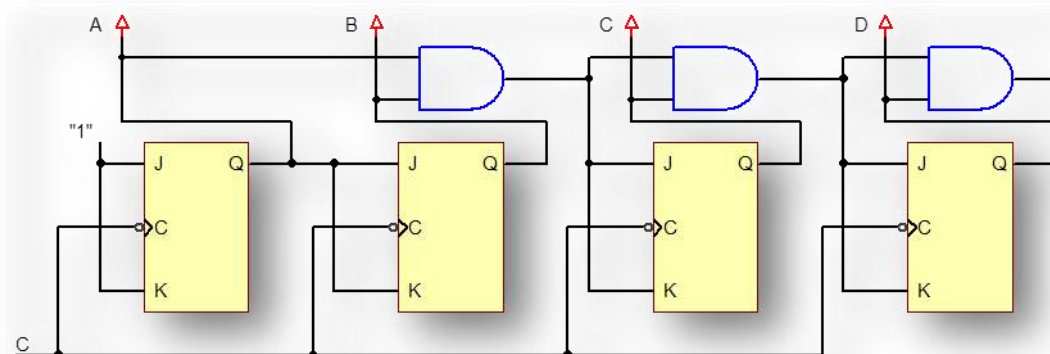 A B C D
"1"
J Q J Q J Q J Q
C C C C
K K K K
C